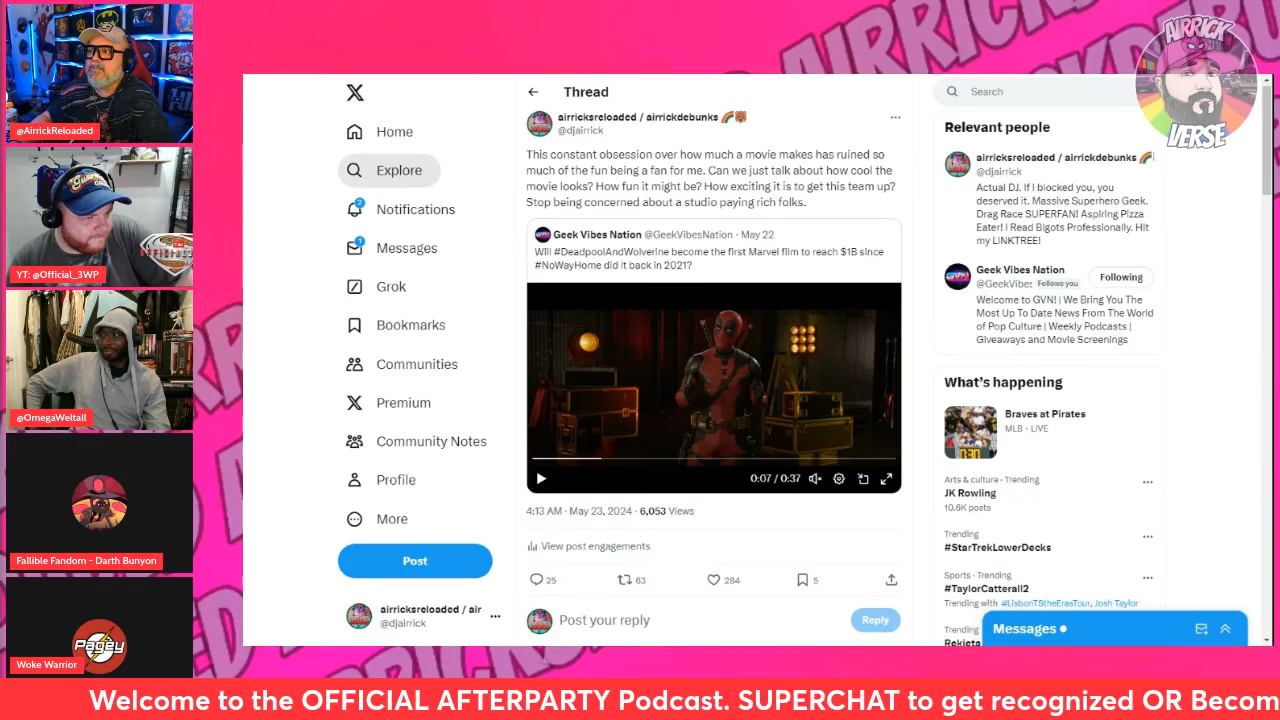 @AirrickReloaded
YT: @Official_3WP
@OmegaWeltall
Fallible Fandom - Darth Bunyon
Pagey
Woke Warrior
AIRRICK
VERSE
X
Home
Explore
2
Notifications
1
Messages
Grok
Bookmarks
Communities
Premium
Community Notes
Profile
More
Post
airricksreloaded / air
@djairrick
Thread
airricksreloaded / airrickdebunks 🌈🐻
@djairrick
This constant obsession over how much a movie makes has ruined so
much of the fun being a fan for me. Can we just talk about how cool the
movie looks? How fun it might be? How exciting it is to get this team up?
Stop being concerned about a studio paying rich folks.
Geek Vibes Nation @GeekVibesNation · May 22
Will #DeadpoolAndWolverine become the first Marvel film to reach $1B since
#NoWayHome did it back in 2021?
0:07 / 0:37
4:13 AM · May 23, 2024 · 6,053 Views
View post engagements
25 63 284 5
Post your reply
Reply
Search
Relevant people
airricksreloaded / airrickdebunks 🌈
@djairrick
Actual DJ. If I blocked you, you
deserved it. Massive Superhero Geek.
Drag Race SUPERFAN! Aspiring Pizza
Eater! I Read Bigots Professionally. Hit
my LINKTREE!
Geek Vibes Nation
@GeekVibes Follows you
Following
Welcome to GVN! | We Bring You The
Most Up To Date News From The World
of Pop Culture | Weekly Podcasts |
Giveaways and Movie Screenings
What's happening
Braves at Pirates
MLB · LIVE
Arts & culture · Trending
JK Rowling
10.6K posts
Trending
#StarTrekLowerDecks
Sports · Trending
#TaylorCatterall2
Trending with #LisbonTStheErasTour, Josh Taylor
Trending
Rekieta
Messages
Welcome to the OFFICIAL AFTERPARTY Podcast. SUPERCHAT to get recognized OR Becom